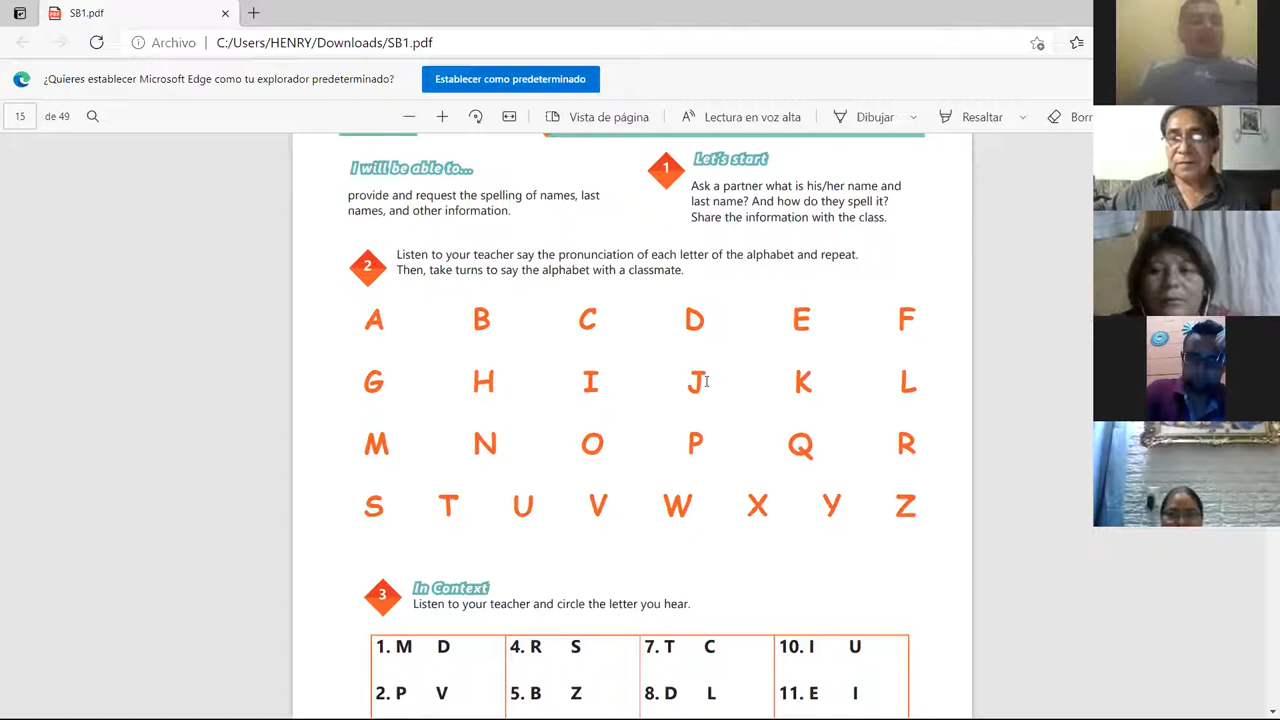 SB1.pdf
Archivo C:/Users/HENRY/Downloads/SB1.pdf
¿Quieres establecer Microsoft Edge como tu explorador predeterminado? Establecer como predeterminado
15 de 49 Vista de página Lectura en voz alta Dibujar Resaltar Borr
I will be able to...
provide and request the spelling of names, last
names, and other information.
1 Let's start
Ask a partner what is his/her name and
last name? And how do they spell it?
Share the information with the class.
2 Listen to your teacher say the pronunciation of each letter of the alphabet and repeat.
Then, take turns to say the alphabet with a classmate.
A B C D E F
G H I J K L
M N O P Q R
S T U V W X Y Z
3 In Context
Listen to your teacher and circle the letter you hear.
1. M D 4. R S 7. T C 10. I U
2. P V 5. B Z 8. D L 11. E I